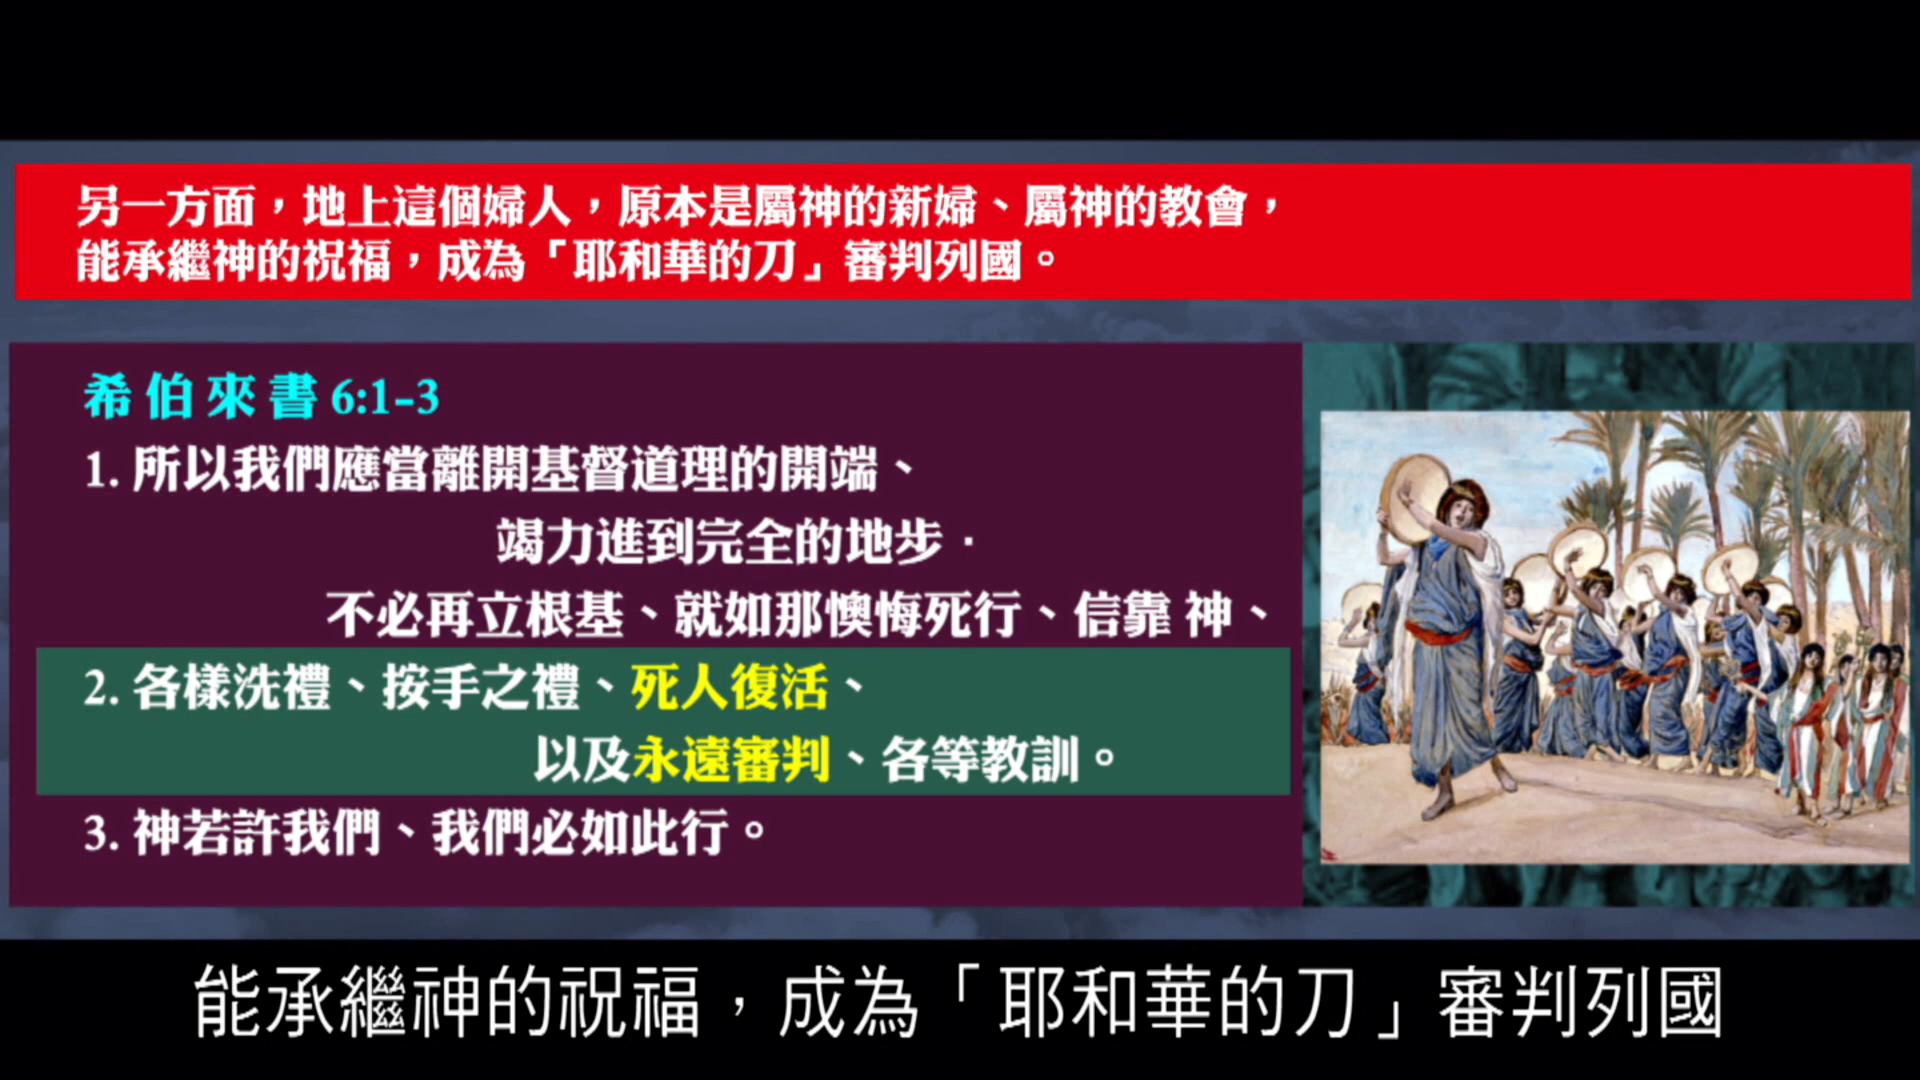 另一方面，地上這個婦人，原本是屬神的新婦、屬神的教會，
能承繼神的祝福，成為「耶和華的刀」審判列國。
希伯來書 6:1-3
1. 所以我們應當離開基督道理的開端、
竭力進到完全的地步．
不必再立根基、就如那懊悔死行、信靠 神、
2. 各樣洗禮、按手之禮、死人復活、
以及永遠審判、各等教訓。
3. 神若許我們、我們必如此行。
能承繼神的祝福，成為「耶和華的刀」審判列國